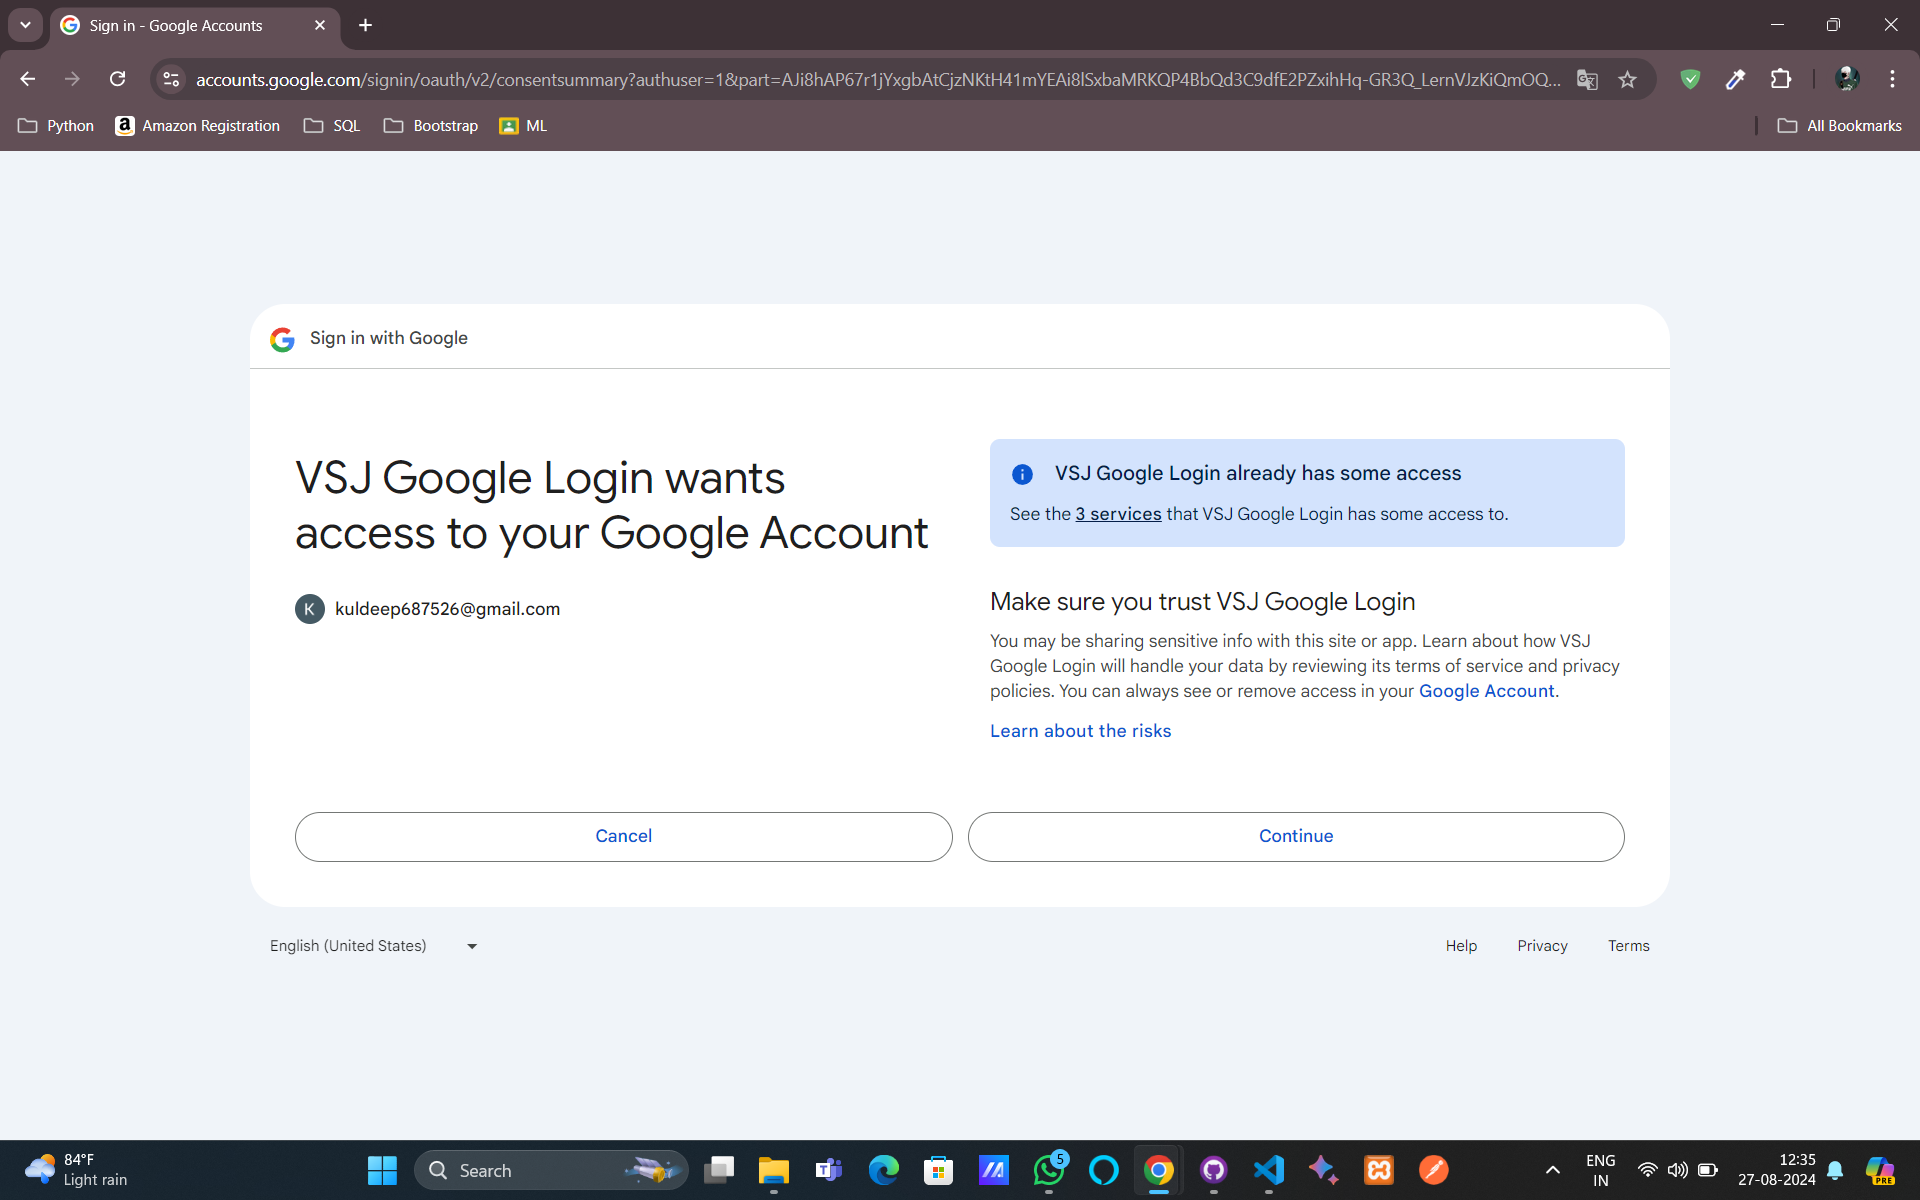 Sign in - Google Accounts
accounts.google.com/signin/oauth/v2/consentsummary?authuser=1&part=AJi8hAP67r1jYxgbAtCjzNKtH41mYEAi8lSxbaMRKQP4BbQd3C9dfE2PZxihHq-GR3Q_LernVJzKiQmOQ...
Python
Amazon Registration
SQL
Bootstrap
ML
All Bookmarks
Sign in with Google
VSJ Google Login wants
access to your Google Account
K
kuldeep687526@gmail.com
VSJ Google Login already has some access
See the 3 services that VSJ Google Login has some access to.
Make sure you trust VSJ Google Login
You may be sharing sensitive info with this site or app. Learn about how VSJ
Google Login will handle your data by reviewing its terms of service and privacy
policies. You can always see or remove access in your Google Account.
Learn about the risks
Cancel
Continue
English (United States)
Help
Privacy
Terms
84°F
Light rain
Search
5
ENG
IN
12:35
27-08-2024
PRE